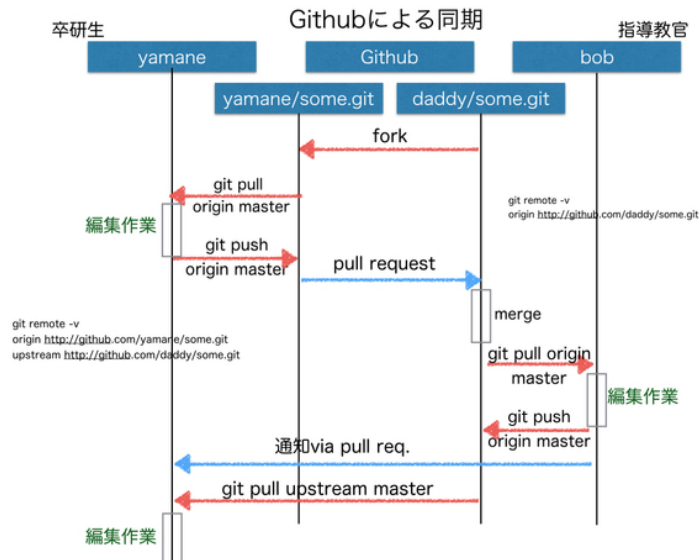 Githubによる同期
卒研生
指導教官
yamane
Github
bob
yamane/some.git
daddy/some.git
fork
git pull
origin master
git remote -v
origin http://github.com/daddy/some.git
編集作業
git push
origin master
pull request
merge
git remote -v
origin http://github.com/yamane/some.git
upstream http://github.com/daddy/some.git
git pull origin
master
編集作業
git push
origin master
通知via pull req.
git pull upstream master
編集作業